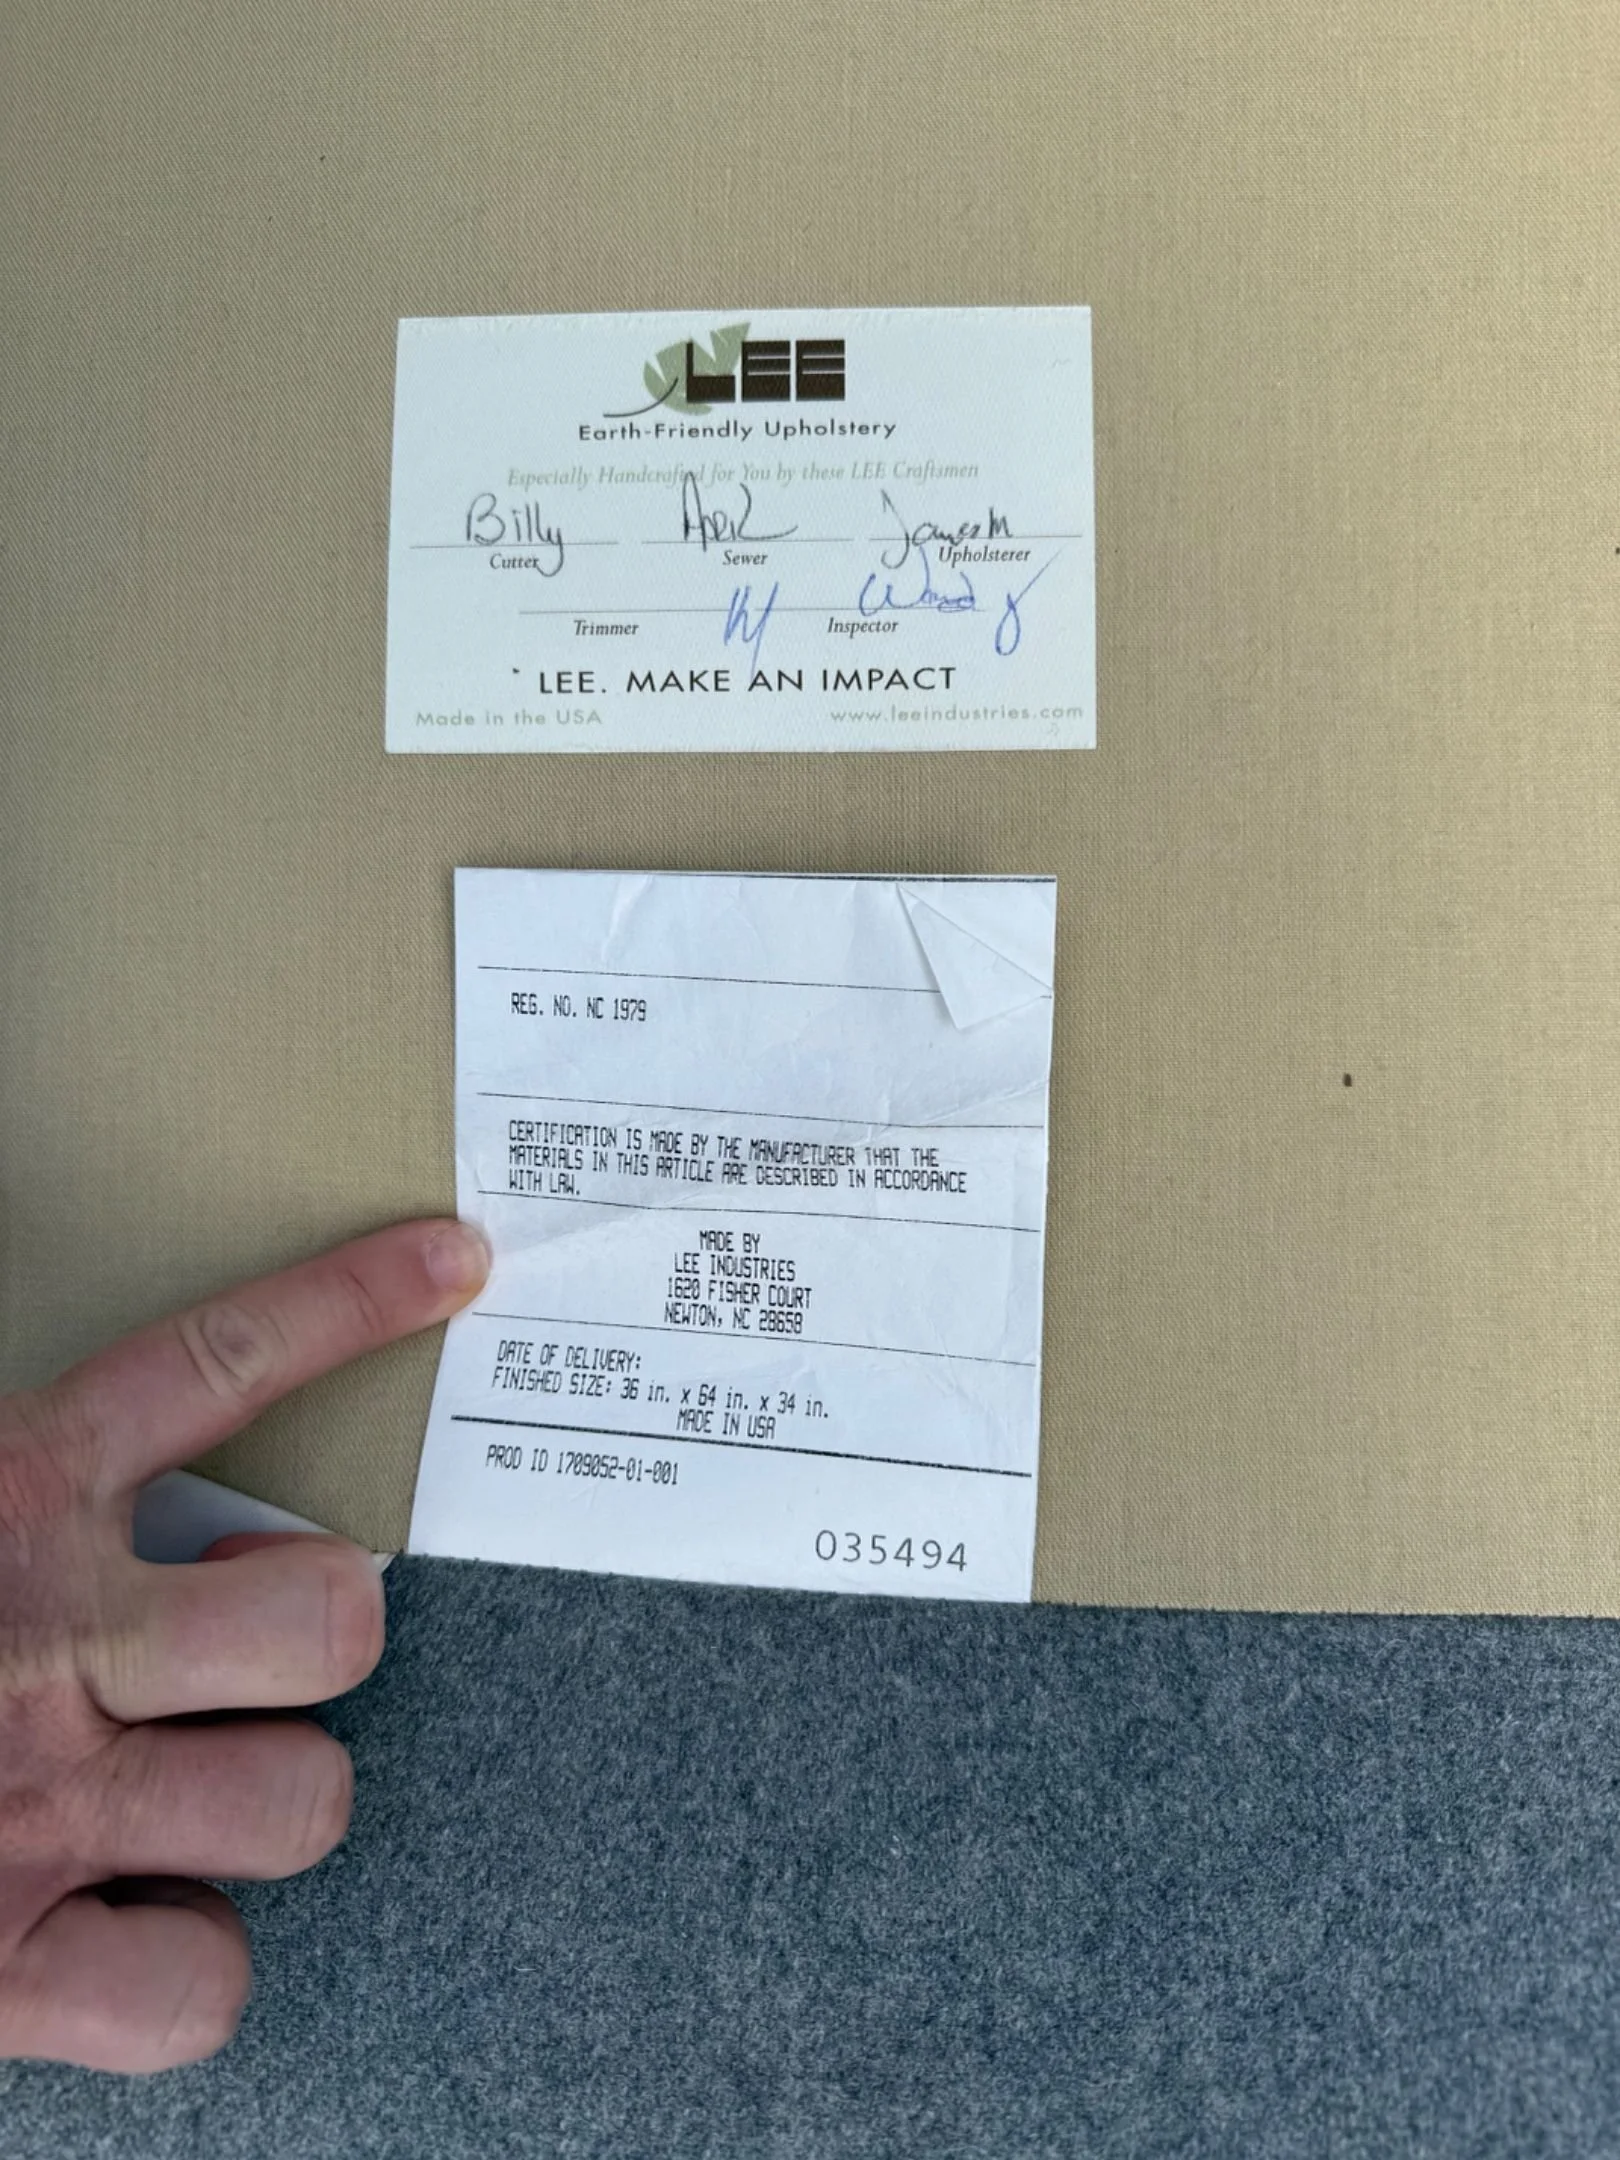 LEE
Earth-Friendly Upholstery
Especially Handcrafted for You by these LEE Craftsmen
Billy April James M
Cutter Sewer Upholsterer
Trimmer Inspector
LEE. MAKE AN IMPACT
Made in the USA www.leeindustries.com
REG. NO. NC 1979
CERTIFICATION IS MADE BY THE MANUFACTURER THAT THE
MATERIALS IN THIS ARTICLE ARE DESCRIBED IN ACCORDANCE
WITH LAW.
MADE BY
LEE INDUSTRIES
1620 FISHER COURT
NEWTON, NC 28658
DATE OF DELIVERY:
FINISHED SIZE: 36 in. x 64 in. x 34 in.
MADE IN USA
PROD ID 1709052-01-001
035494